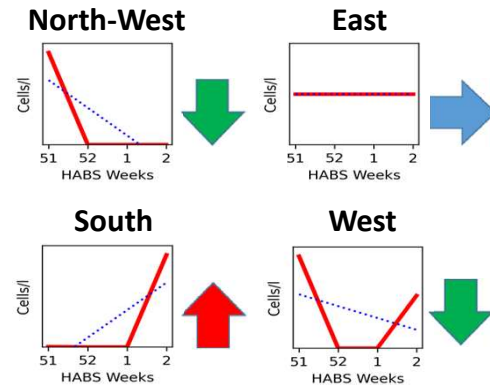 North-West
Cells/l
51 52 1 2
HABS Weeks
East
Cells/l
51 52 1 2
HABS Weeks
South
Cells/l
51 52 1 2
HABS Weeks
West
Cells/l
51 52 1 2
HABS Weeks